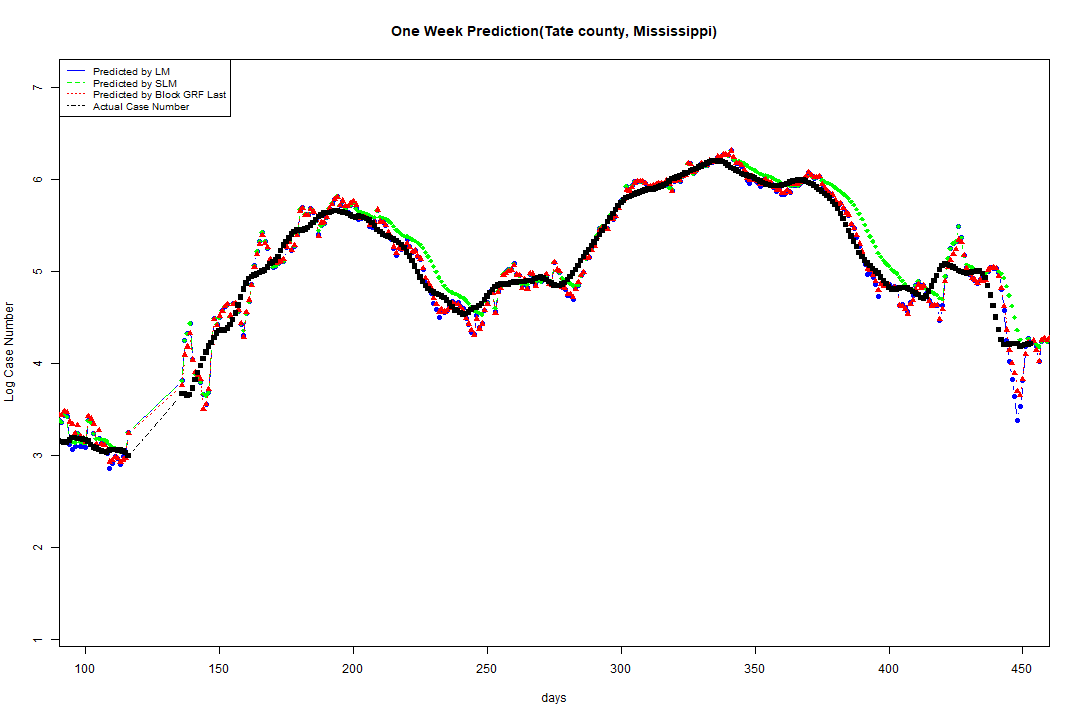 One Week Prediction(Tate county, Mississippi)
Predicted by LM
Predicted by SLM
Predicted by Block GRF Last
Actual Case Number
7
6
5
4
3
2
1
Log Case Number
100 150 200 250 300 350 400 450
days